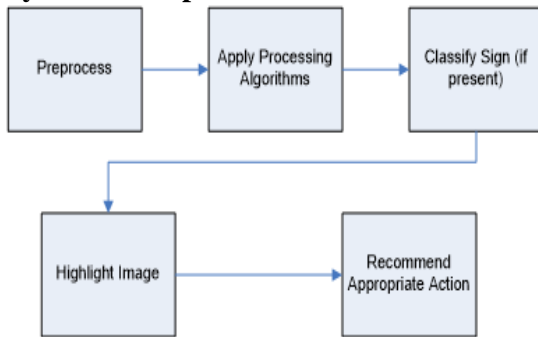 Preprocess
Apply Processing
Algorithms
Classify Sign (if
present)
Highlight Image
Recommend
Appropriate Action